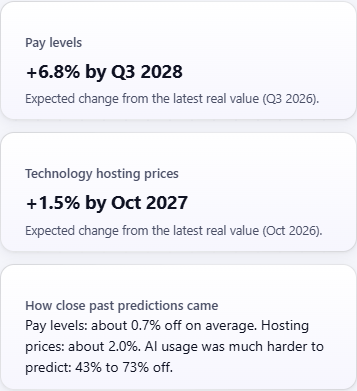 Pay levels
+6.8% by Q3 2028
Expected change from the latest real value (Q3 2026).
Technology hosting prices
+1.5% by Oct 2027
Expected change from the latest real value (Oct 2026).
How close past predictions came
Pay levels: about 0.7% off on average. Hosting
prices: about 2.0%. AI usage was much harder to
predict: 43% to 73% off.